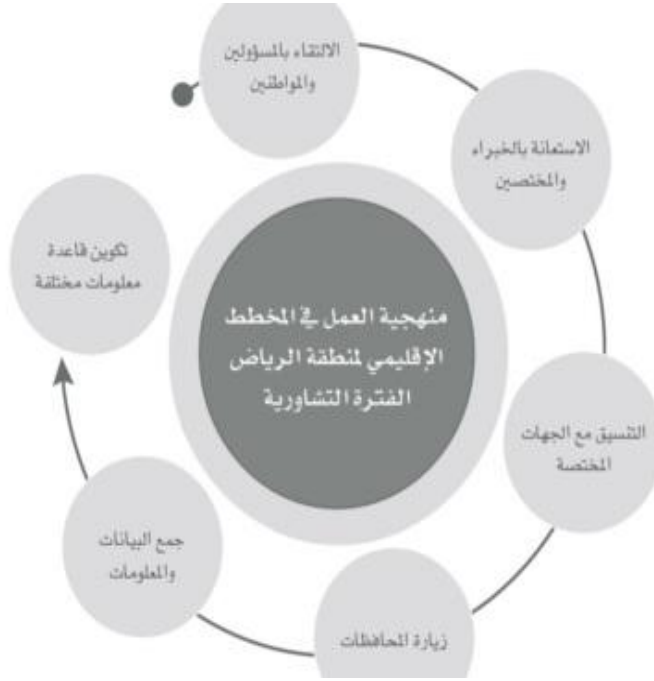 الالتقاء بالمسؤولين
والمواطنين
الاستعانة بالخبراء
والمختصين
التنسيق مع الجهات
المختصة
زيارة المحافظات
جمع البيانات
والمعلومات
تكوين قاعدة
معلومات مختلفة
منهجية العمل في المخطط
الإقليمي لمنطقة الرياض
الفترة التشاورية